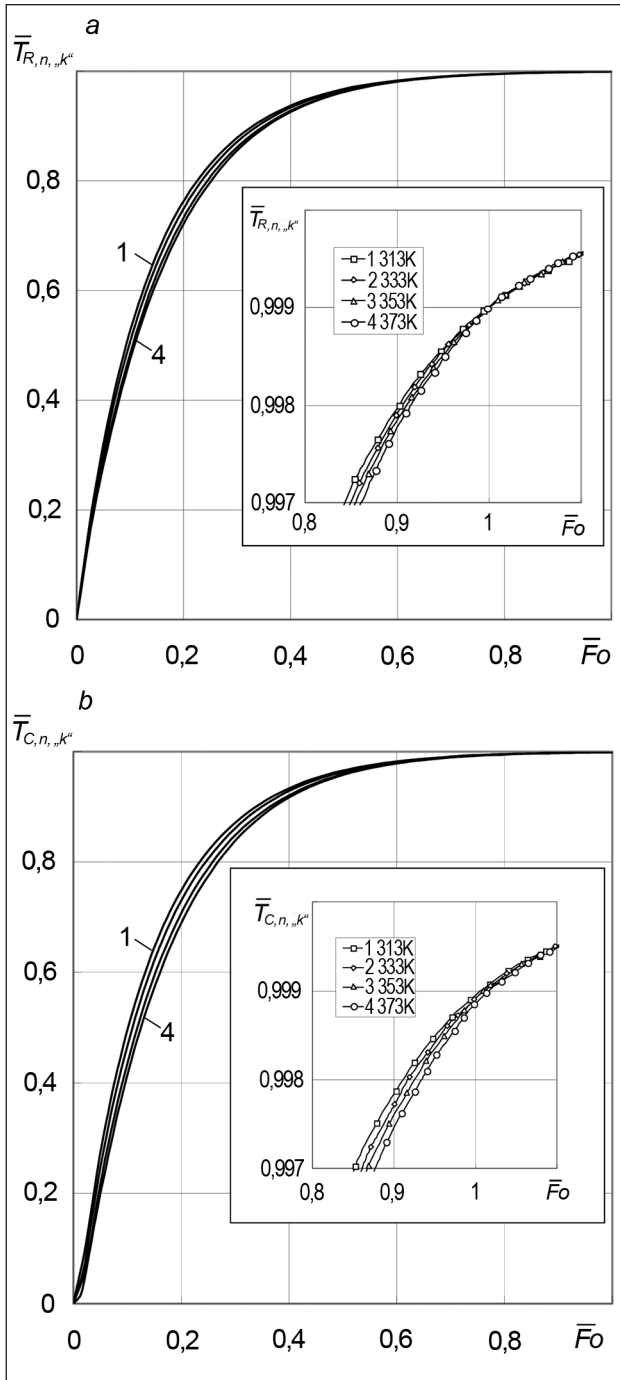 a
T̅R,n,„k“
0,8
0,6
0,4
0,2
0
1
4
T̅R,n,„k“
1 313K
2 333K
3 353K
4 373K
0,999
0,998
0,997
0,8 0,9 1 F̅o
0 0,2 0,4 0,6 0,8 F̅o
b
T̅C,n,„k“
0,8
0,6
0,4
0,2
0
1
4
T̅C,n,„k“
1 313K
2 333K
3 353K
4 373K
0,999
0,998
0,997
0,8 0,9 1 F̅o
0 0,2 0,4 0,6 0,8 F̅o